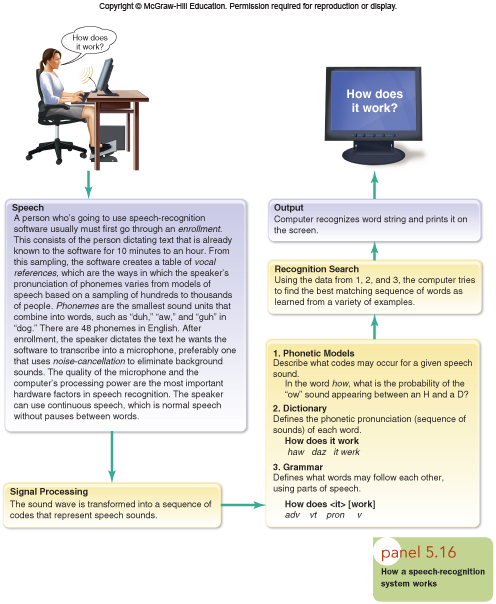 Copyright © McGraw-Hill Education. Permission required for reproduction or display.
How does
it work?
How does
it work?
Speech
A person who's going to use speech-recognition
software usually must first go through an enrollment.
This consists of the person dictating text that is already
known to the software for 10 minutes to an hour. From
this sampling, the software creates a table of vocal
references, which are the ways in which the speaker's
pronunciation of phonemes varies from models of
speech based on a sampling of hundreds to thousands
of people. Phonemes are the smallest sound units that
combine into words, such as "duh," "aw," and "guh" in
"dog." There are 48 phonemes in English. After
enrollment, the speaker dictates the text he wants the
software to transcribe into a microphone, preferably one
that uses noise-cancellation to eliminate background
sounds. The quality of the microphone and the
computer's processing power are the most important
hardware factors in speech recognition. The speaker
can use continuous speech, which is normal speech
without pauses between words.
Signal Processing
The sound wave is transformed into a sequence of
codes that represent speech sounds.
1. Phonetic Models
Describe what codes may occur for a given speech
sound.
In the word how, what is the probability of the
"ow" sound appearing between an H and a D?
2. Dictionary
Defines the phonetic pronunciation (sequence of
sounds) of each word.
How does it work
haw daz it werk
3. Grammar
Defines what words may follow each other,
using parts of speech.
How does <it> [work]
adv vt pron v
Recognition Search
Using the data from 1, 2, and 3, the computer tries
to find the best matching sequence of words as
learned from a variety of examples.
Output
Computer recognizes word string and prints it on
the screen.
panel 5.16
How a speech-recognition
system works